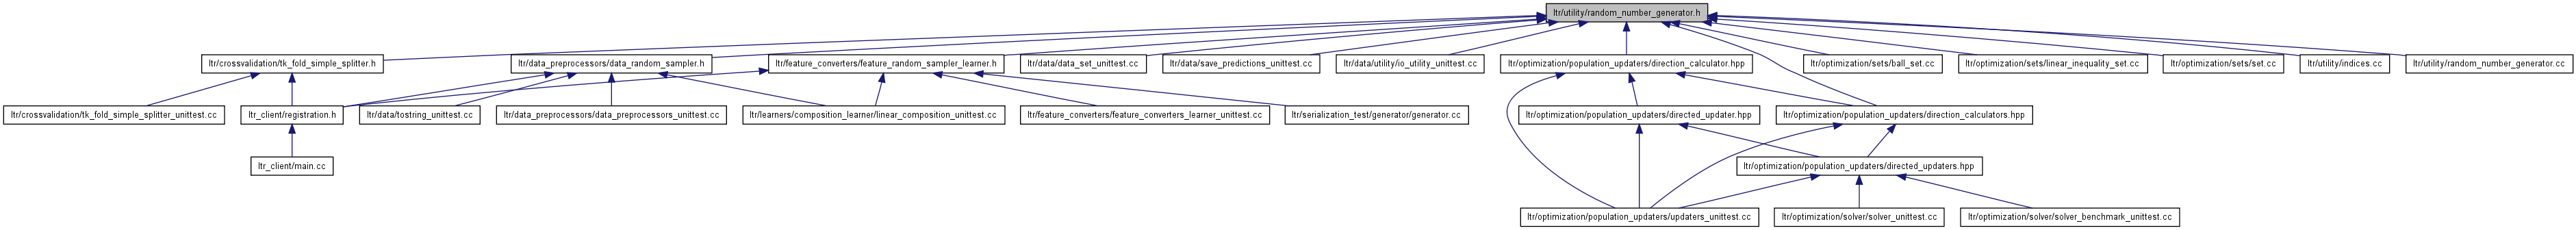 ltr/utility/random_number_generator.h
ltr/crossvalidation/tk_fold_simple_splitter.h
ltr/data_preprocessors/data_random_sampler.h
ltr/feature_converters/feature_random_sampler_learner.h
ltr/data/data_set_unittest.cc
ltr/data/save_predictions_unittest.cc
ltr/data/utility/io_utility_unittest.cc
ltr/optimization/population_updaters/direction_calculator.hpp
ltr/optimization/sets/ball_set.cc
ltr/optimization/sets/linear_inequality_set.cc
ltr/optimization/sets/set.cc
ltr/utility/indices.cc
ltr/utility/random_number_generator.cc
ltr/crossvalidation/tk_fold_simple_splitter_unittest.cc
ltr_client/registration.h
ltr/data/tostring_unittest.cc
ltr/data_preprocessors/data_preprocessors_unittest.cc
ltr/learners/composition_learner/linear_composition_unittest.cc
ltr/feature_converters/feature_converters_learner_unittest.cc
ltr/serialization_test/generator/generator.cc
ltr/optimization/population_updaters/directed_updater.hpp
ltr/optimization/population_updaters/direction_calculators.hpp
ltr_client/main.cc
ltr/optimization/population_updaters/directed_updaters.hpp
ltr/optimization/population_updaters/updaters_unittest.cc
ltr/optimization/solver/solver_unittest.cc
ltr/optimization/solver/solver_benchmark_unittest.cc